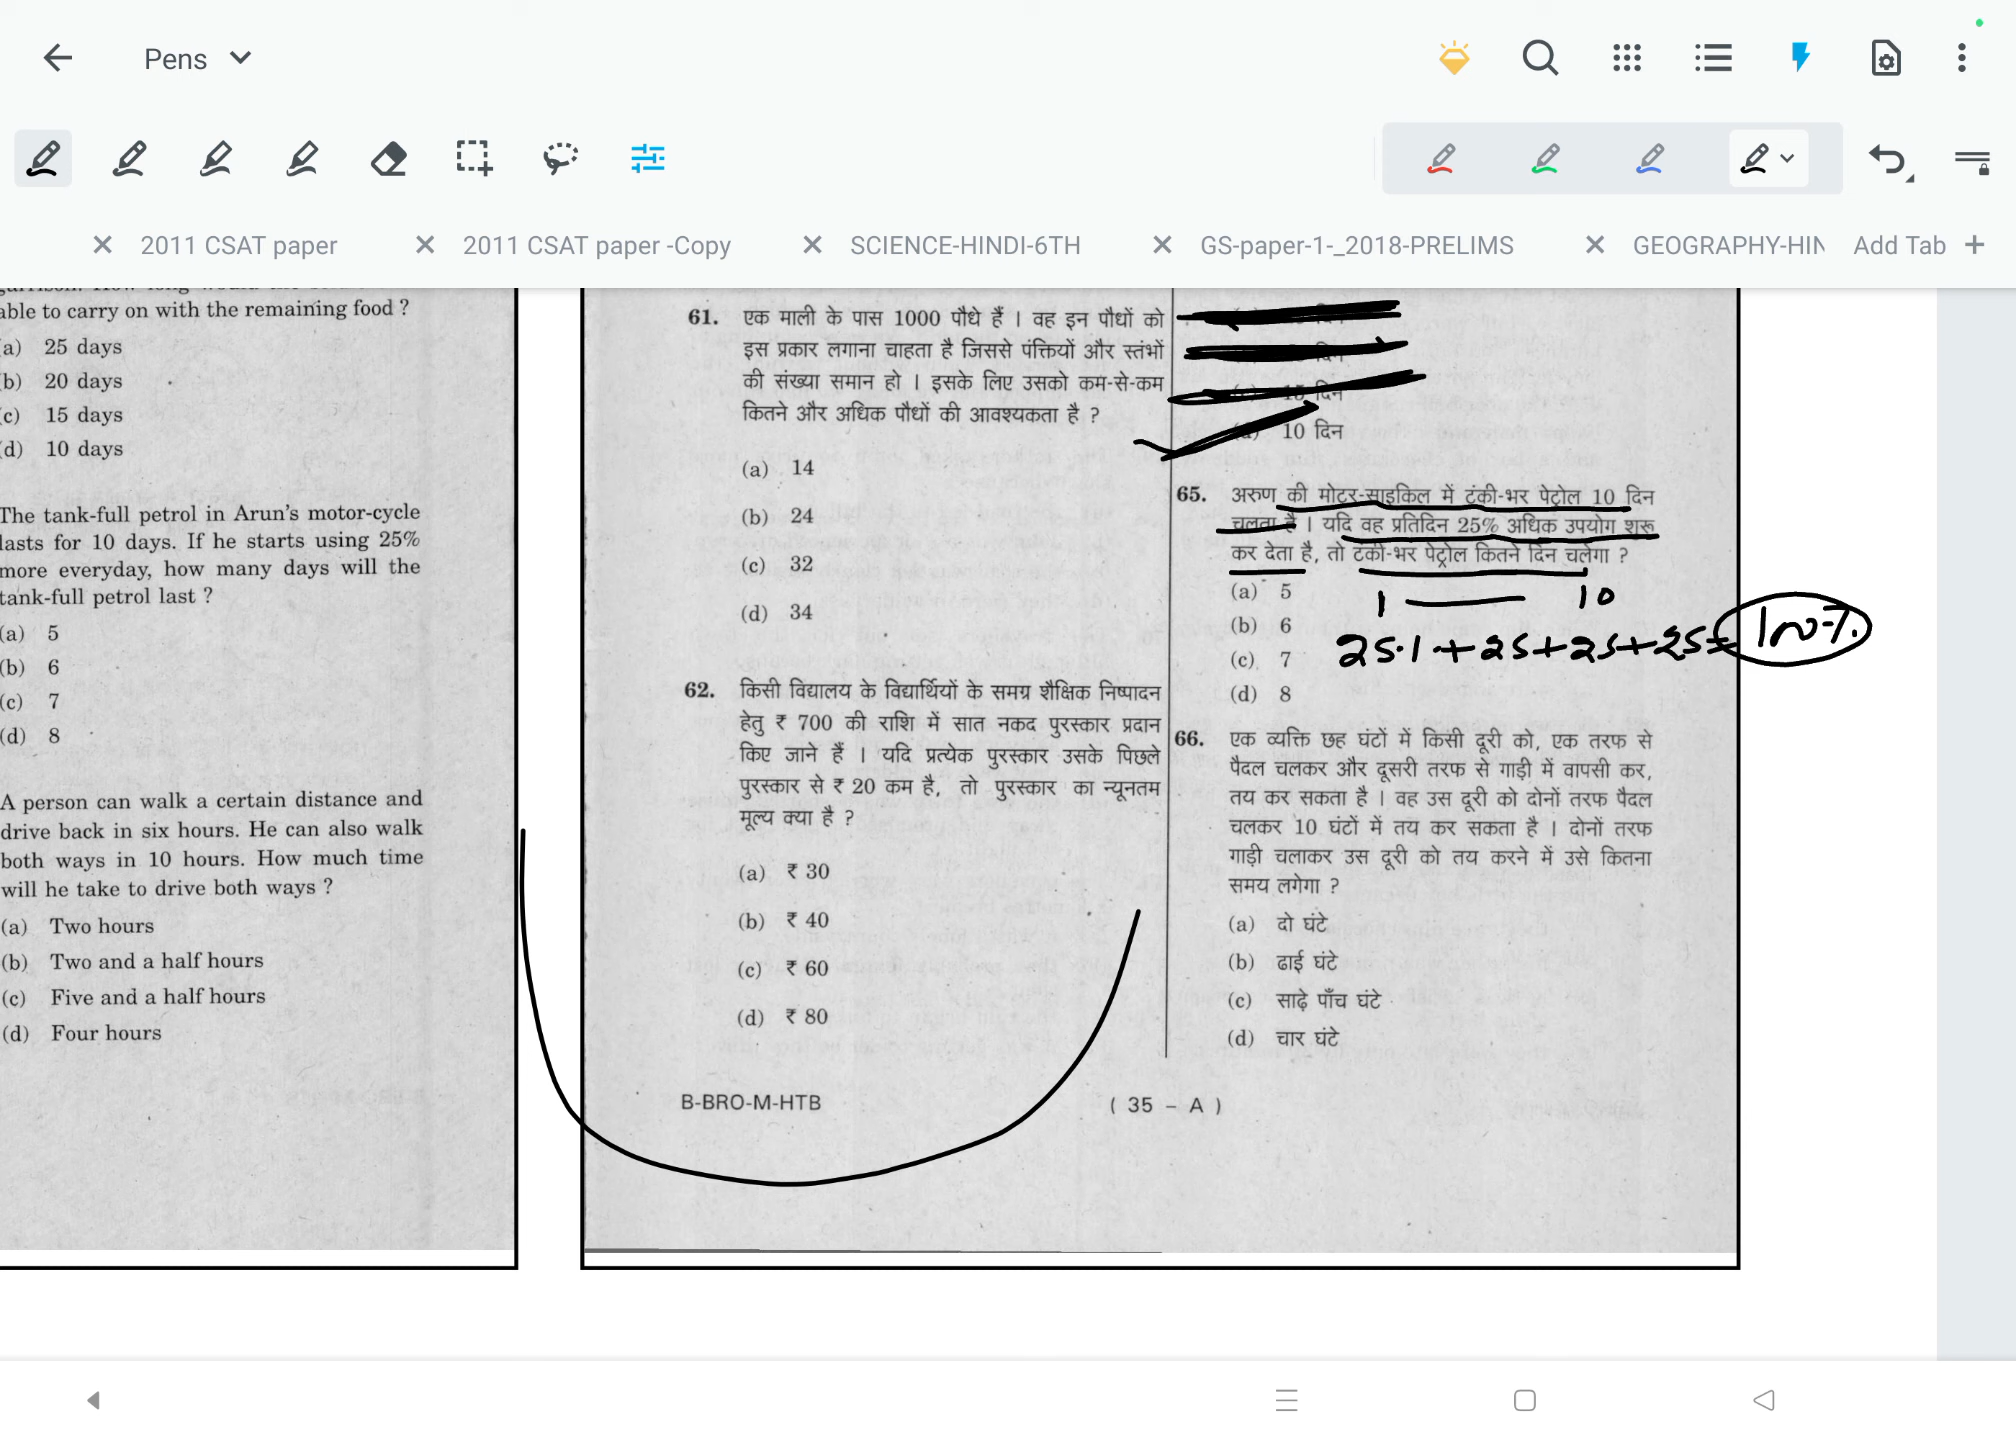 Pens
2011 CSAT paper
2011 CSAT paper -Copy
SCIENCE-HINDI-6TH
GS-paper-1-_2018-PRELIMS
GEOGRAPHY-HIN
Add Tab +
able to carry on with the remaining food ?
(a) 25 days
(b) 20 days
(c) 15 days
(d) 10 days
The tank-full petrol in Arun's motor-cycle
lasts for 10 days. If he starts using 25%
more everyday, how many days will the
tank-full petrol last ?
(a) 5
(b) 6
(c) 7
(d) 8
A person can walk a certain distance and
drive back in six hours. He can also walk
both ways in 10 hours. How much time
will he take to drive both ways ?
(a) Two hours
(b) Two and a half hours
(c) Five and a half hours
(d) Four hours
61. एक माली के पास 1000 पौधे हैं । वह इन पौधों को
इस प्रकार लगाना चाहता है जिससे पंक्तियों और स्तंभों
की संख्या समान हो । इसके लिए उसको कम-से-कम
कितने और अधिक पौधों की आवश्यकता है ?
(a) 14
(b) 24
(c) 32
(d) 34
62. किसी विद्यालय के विद्यार्थियों के समग्र शैक्षिक निष्पादन
हेतु ₹ 700 की राशि में सात नकद पुरस्कार प्रदान
किए जाने हैं । यदि प्रत्येक पुरस्कार उसके पिछले
पुरस्कार से ₹ 20 कम है, तो पुरस्कार का न्यूनतम
मूल्य क्या है ?
(a) ₹ 30
(b) ₹ 40
(c) ₹ 60
(d) ₹ 80
B-BRO-M-HTB
दिन
दिन
15 दिन
10 दिन
65. अरुण की मोटर-साइकिल में टंकी-भर पेट्रोल 10 दिन
चलता है । यदि वह प्रतिदिन 25% अधिक उपयोग शुरू
कर देता है, तो टंकी-भर पेट्रोल कितने दिन चलेगा ?
(a) 5
1 10
(b) 6
25.1.+25+25+25= 100%.
(c) 7
(d) 8
66. एक व्यक्ति छह घंटों में किसी दूरी को, एक तरफ से
पैदल चलकर और दूसरी तरफ से गाड़ी में वापसी कर,
तय कर सकता है । वह उस दूरी को दोनों तरफ पैदल
चलकर 10 घंटों में तय कर सकता है । दोनों तरफ
गाड़ी चलाकर उस दूरी को तय करने में उसे कितना
समय लगेगा ?
(a) दो घंटे
(b) ढाई घंटे
(c) साढ़े पाँच घंटे
(d) चार घंटे
( 35 – A )